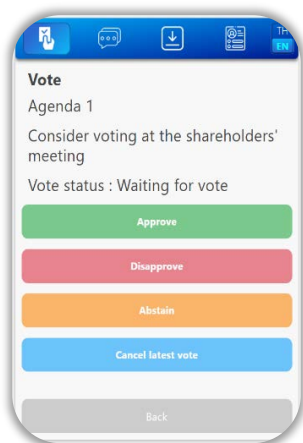 TH
EN
Vote
Agenda 1
Consider voting at the shareholders'
meeting
Vote status : Waiting for vote
Approve
Disapprove
Abstain
Cancel latest vote
Back